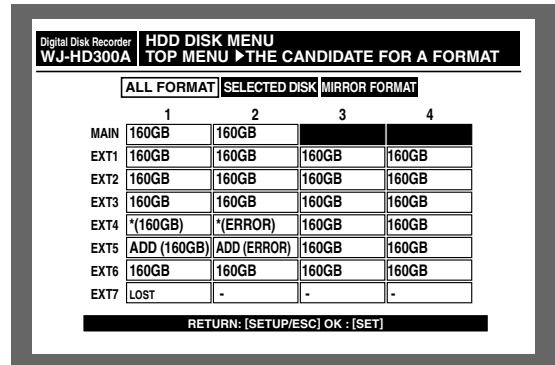 Digital Disk Recorder HDD DISK MENU
WJ-HD300A TOP MENU ▶THE CANDIDATE FOR A FORMAT
ALL FORMAT SELECTED DISK MIRROR FORMAT
1 2 3 4
MAIN 160GB 160GB
EXT1 160GB 160GB 160GB 160GB
EXT2 160GB 160GB 160GB 160GB
EXT3 160GB 160GB 160GB 160GB
EXT4 *(160GB) *(ERROR) 160GB 160GB
EXT5 ADD (160GB) ADD (ERROR) 160GB 160GB
EXT6 160GB 160GB 160GB 160GB
EXT7 LOST - - -
RETURN: [SETUP/ESC] OK : [SET]